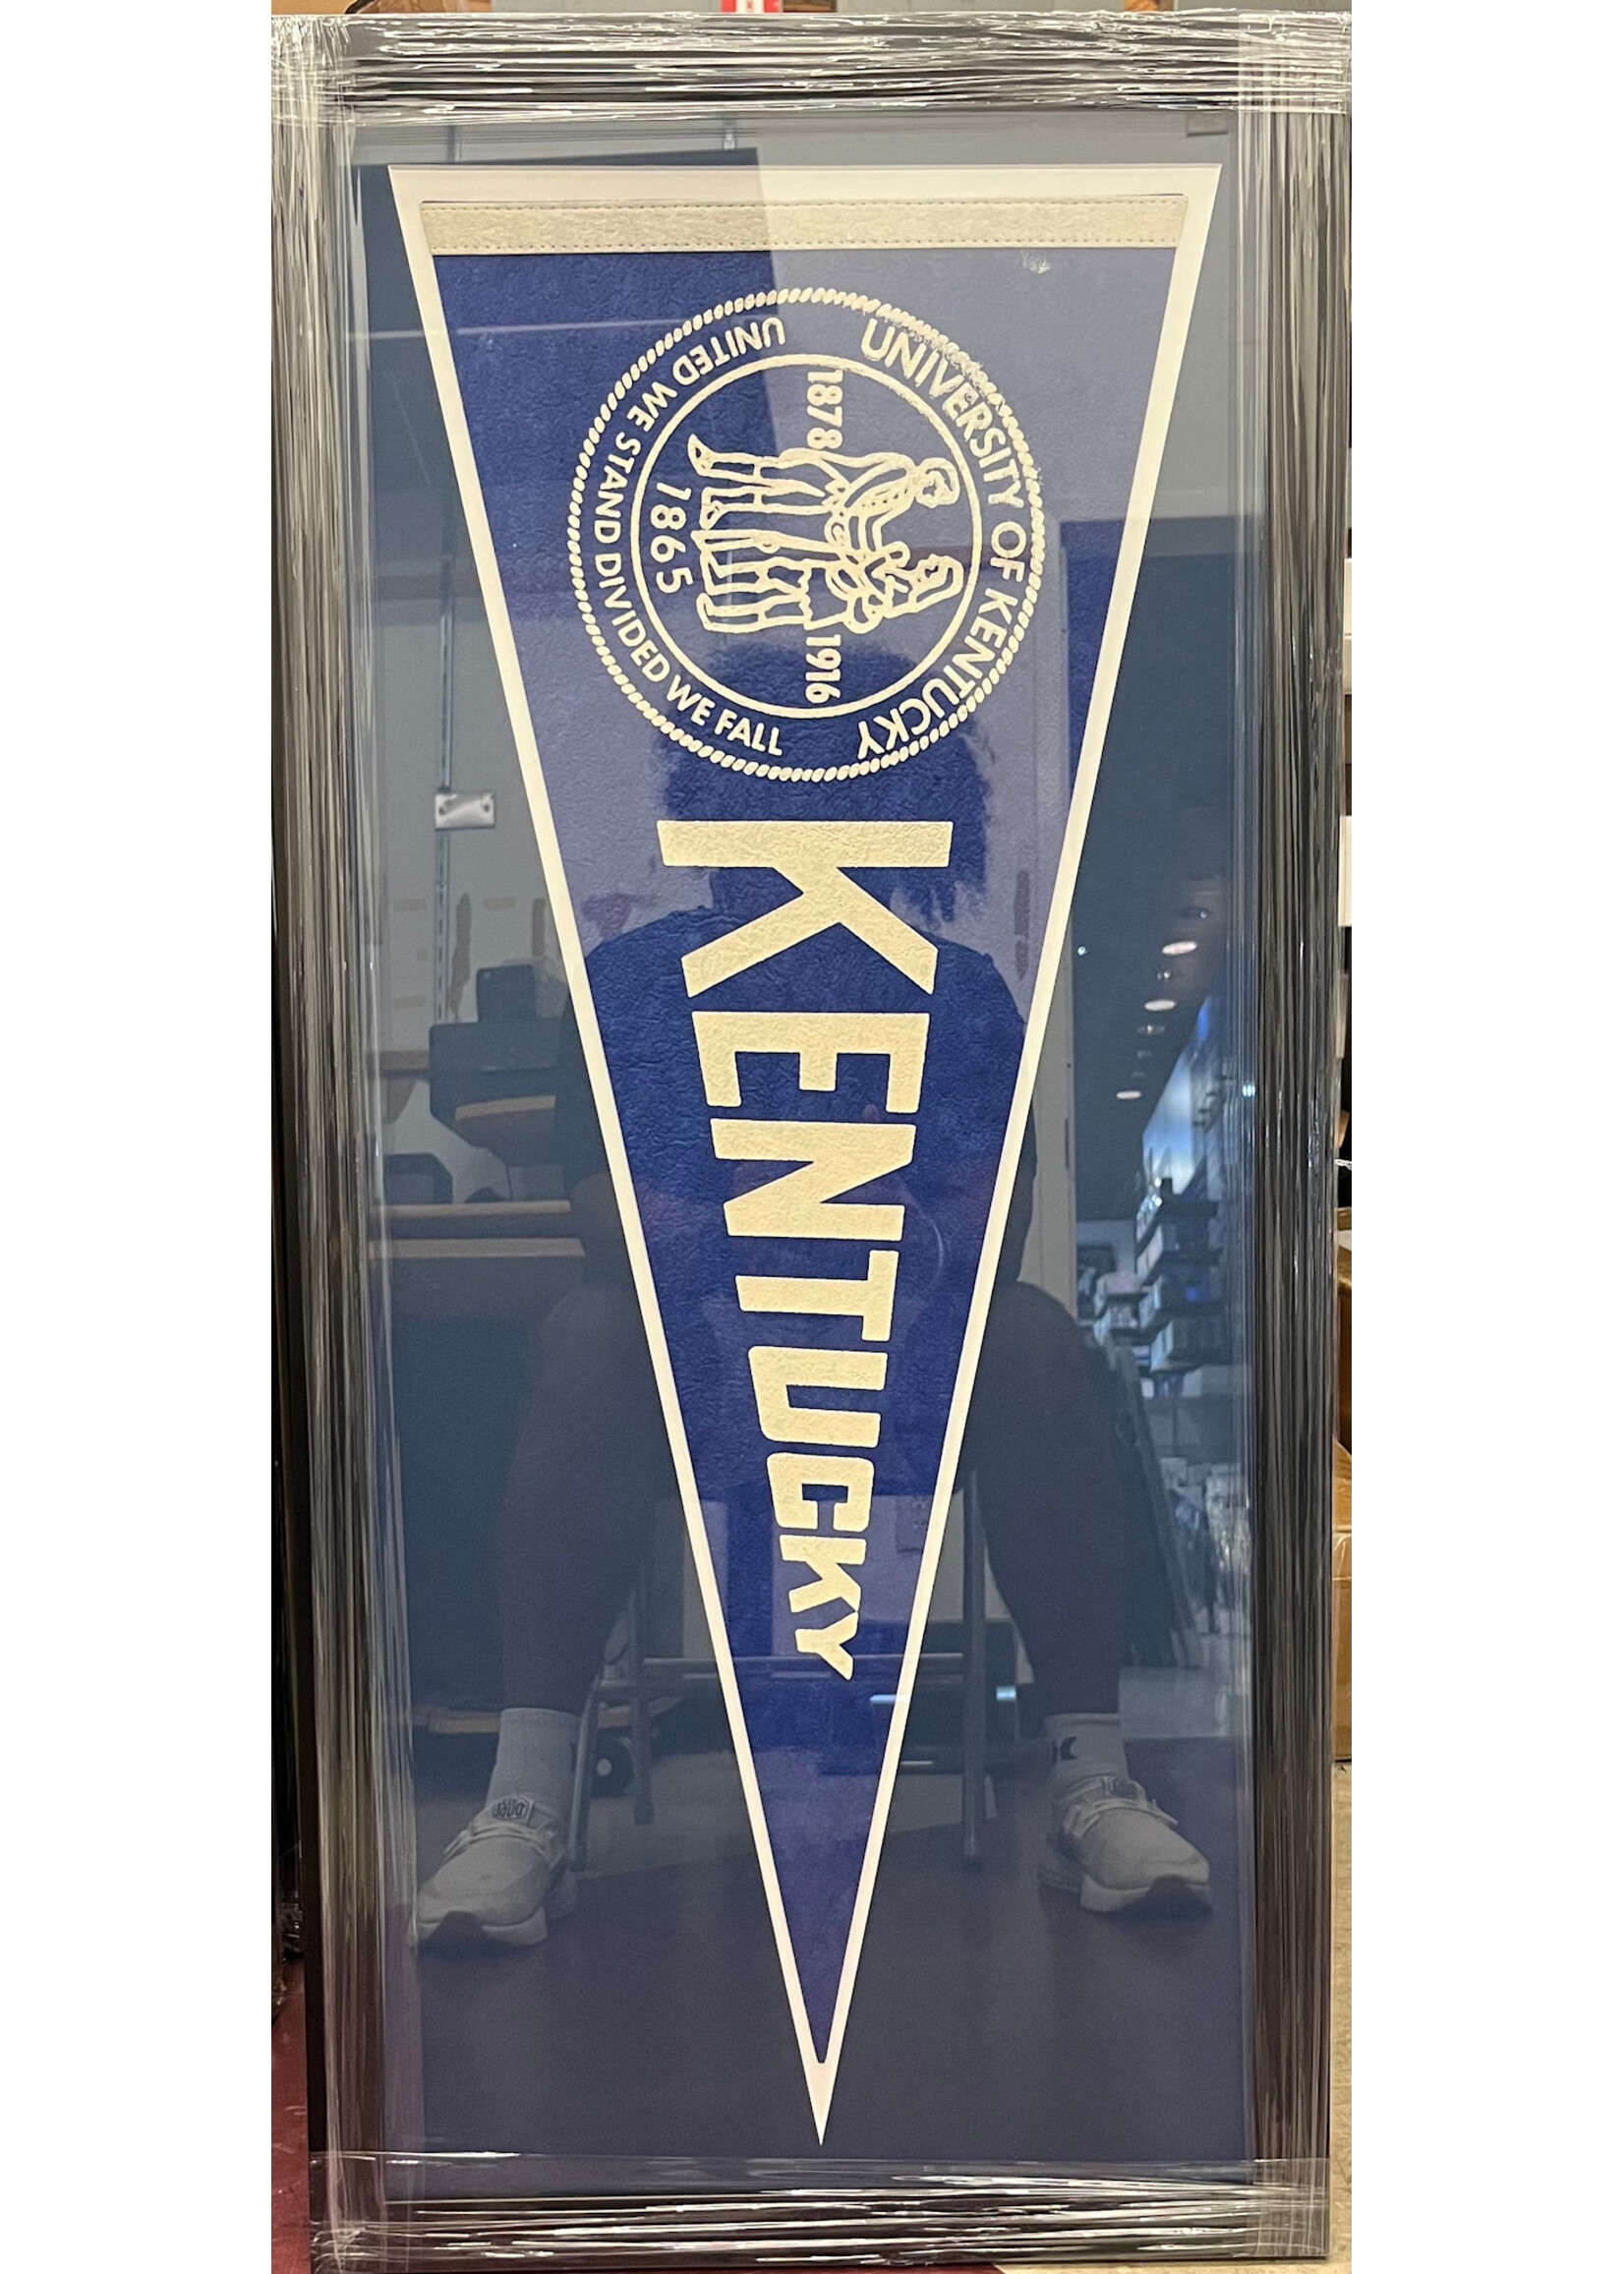 UNIVERSITY OF KENTUCKY
1878
1916
1865
UNITED WE STAND DIVIDED WE FALL
KENTUCKY